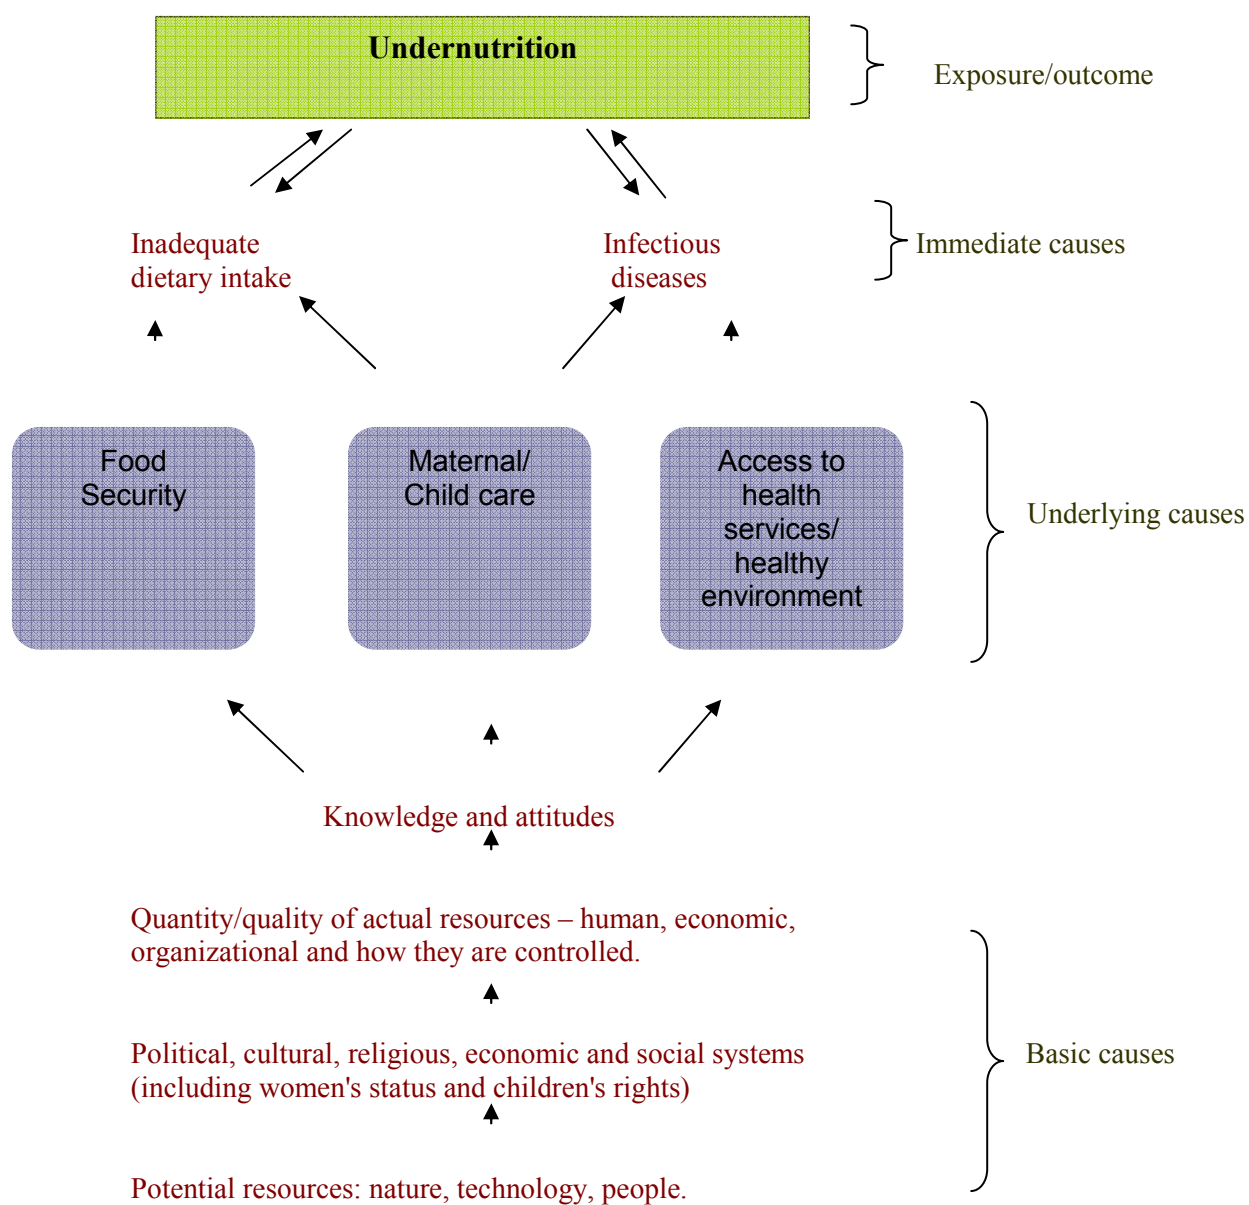 Undernutrition
Exposure/outcome
Inadequate
dietary intake
Infectious
diseases
Immediate causes
Food
Security
Maternal/
Child care
Access to
health
services/
healthy
environment
Underlying causes
Knowledge and attitudes
Quantity/quality of actual resources – human, economic,
organizational and how they are controlled.
Political, cultural, religious, economic and social systems
(including women's status and children's rights)
Basic causes
Potential resources: nature, technology, people.